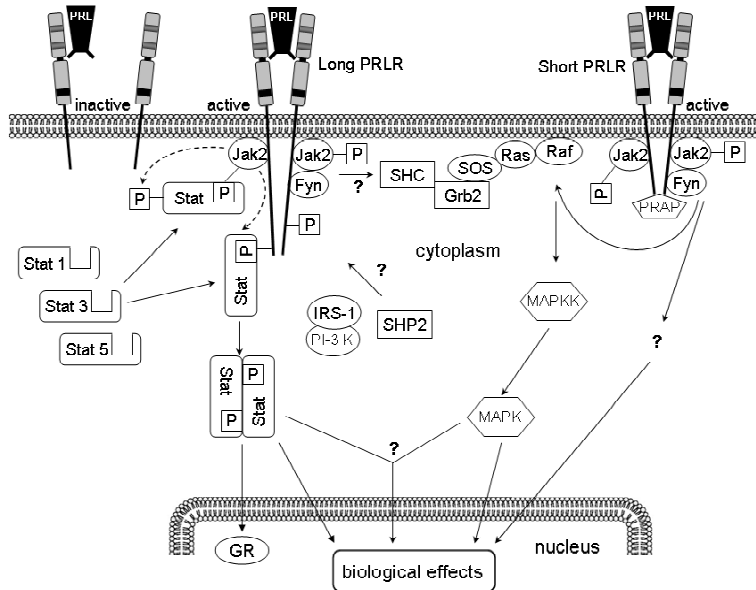 PRL
PRL
PRL
Long PRLR
Short PRLR
inactive
active
active
Jak2
Jak2
P
Jak2
Jak2
P
SOS
Ras
Raf
SHC
Grb2
?
Fyn
Fyn
P
Stat
P
P
PRAP
P
P
Stat
cytoplasm
Stat 1
Stat 3
Stat 5
?
MAPKK
IRS-1
PI-3 K
SHP2
?
Stat
P
P
Stat
MAPK
?
GR
nucleus
biological effects